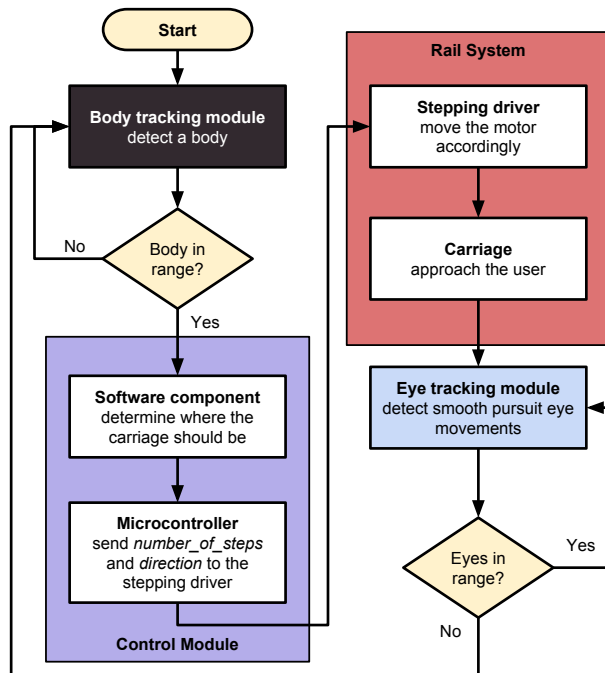 Start
Body tracking module
detect a body
No
Body in
range?
Yes
Software component
determine where the
carriage should be
Microcontroller
send number_of_steps
and direction to the
stepping driver
Control Module
Rail System
Stepping driver
move the motor
accordingly
Carriage
approach the user
Eye tracking module
detect smooth pursuit eye
movements
Eyes in
range?
Yes
No